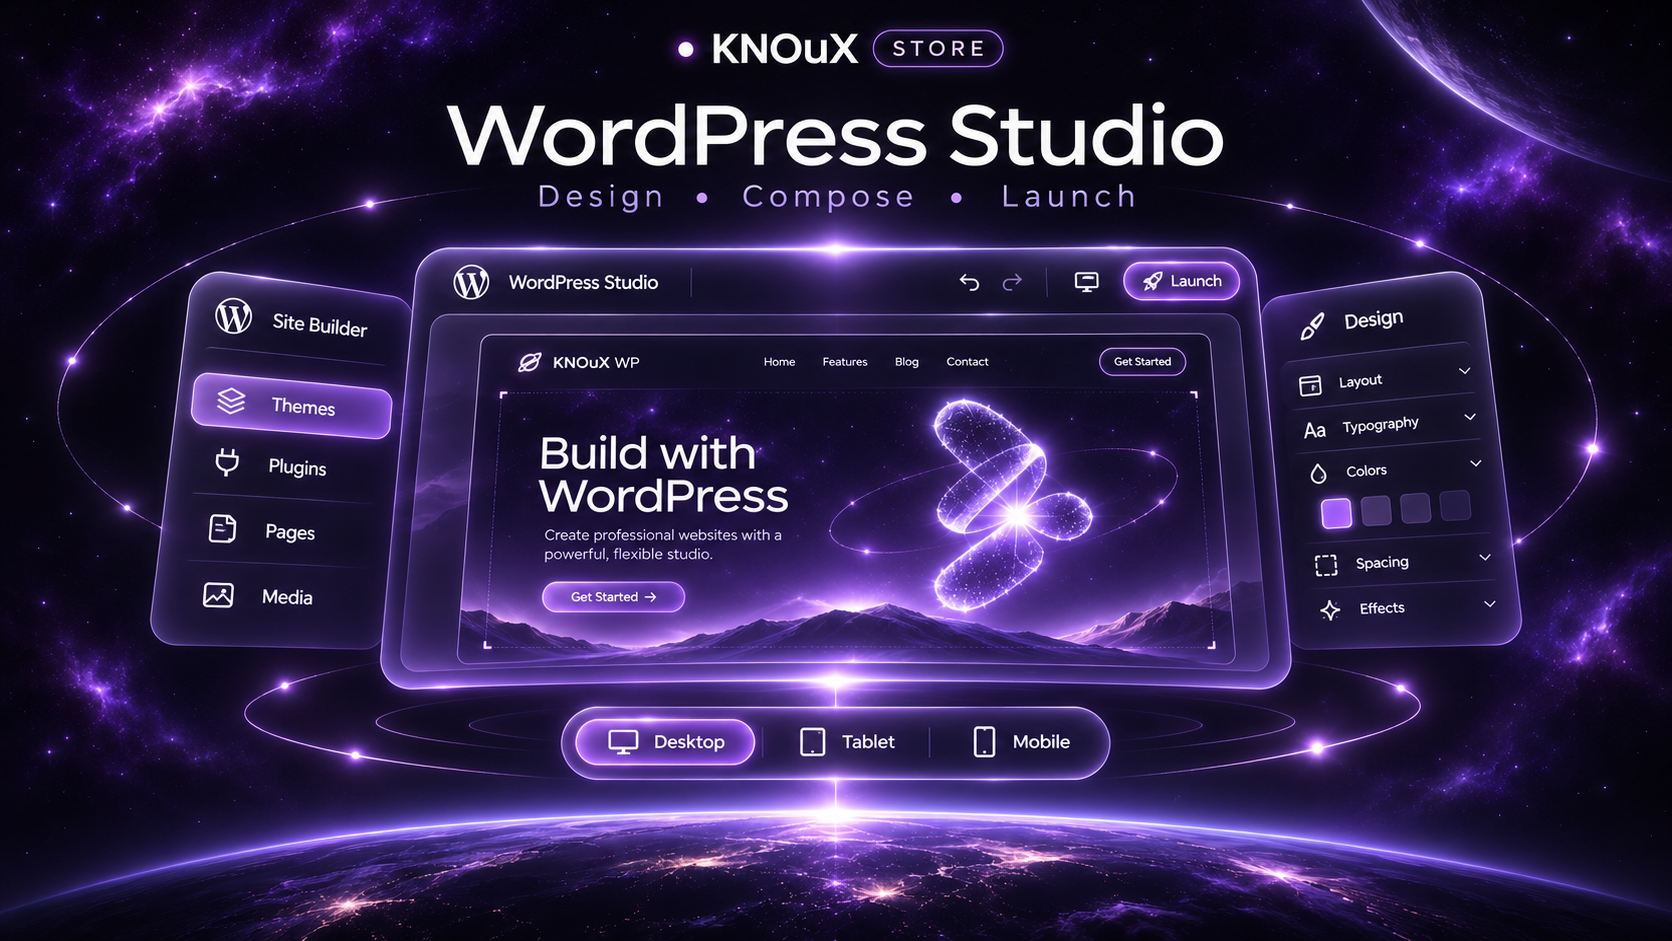 KNOuX STORE
WordPress Studio
Design • Compose • Launch
WordPress Studio
Launch
Site Builder
Themes
Plugins
Pages
Media
KNOuX WP
Home
Features
Blog
Contact
Get Started
Build with
WordPress
Create professional websites with a
powerful, flexible studio.
Get Started →
Design
Layout
Aa Typography
Colors
Spacing
Effects
Desktop
Tablet
Mobile